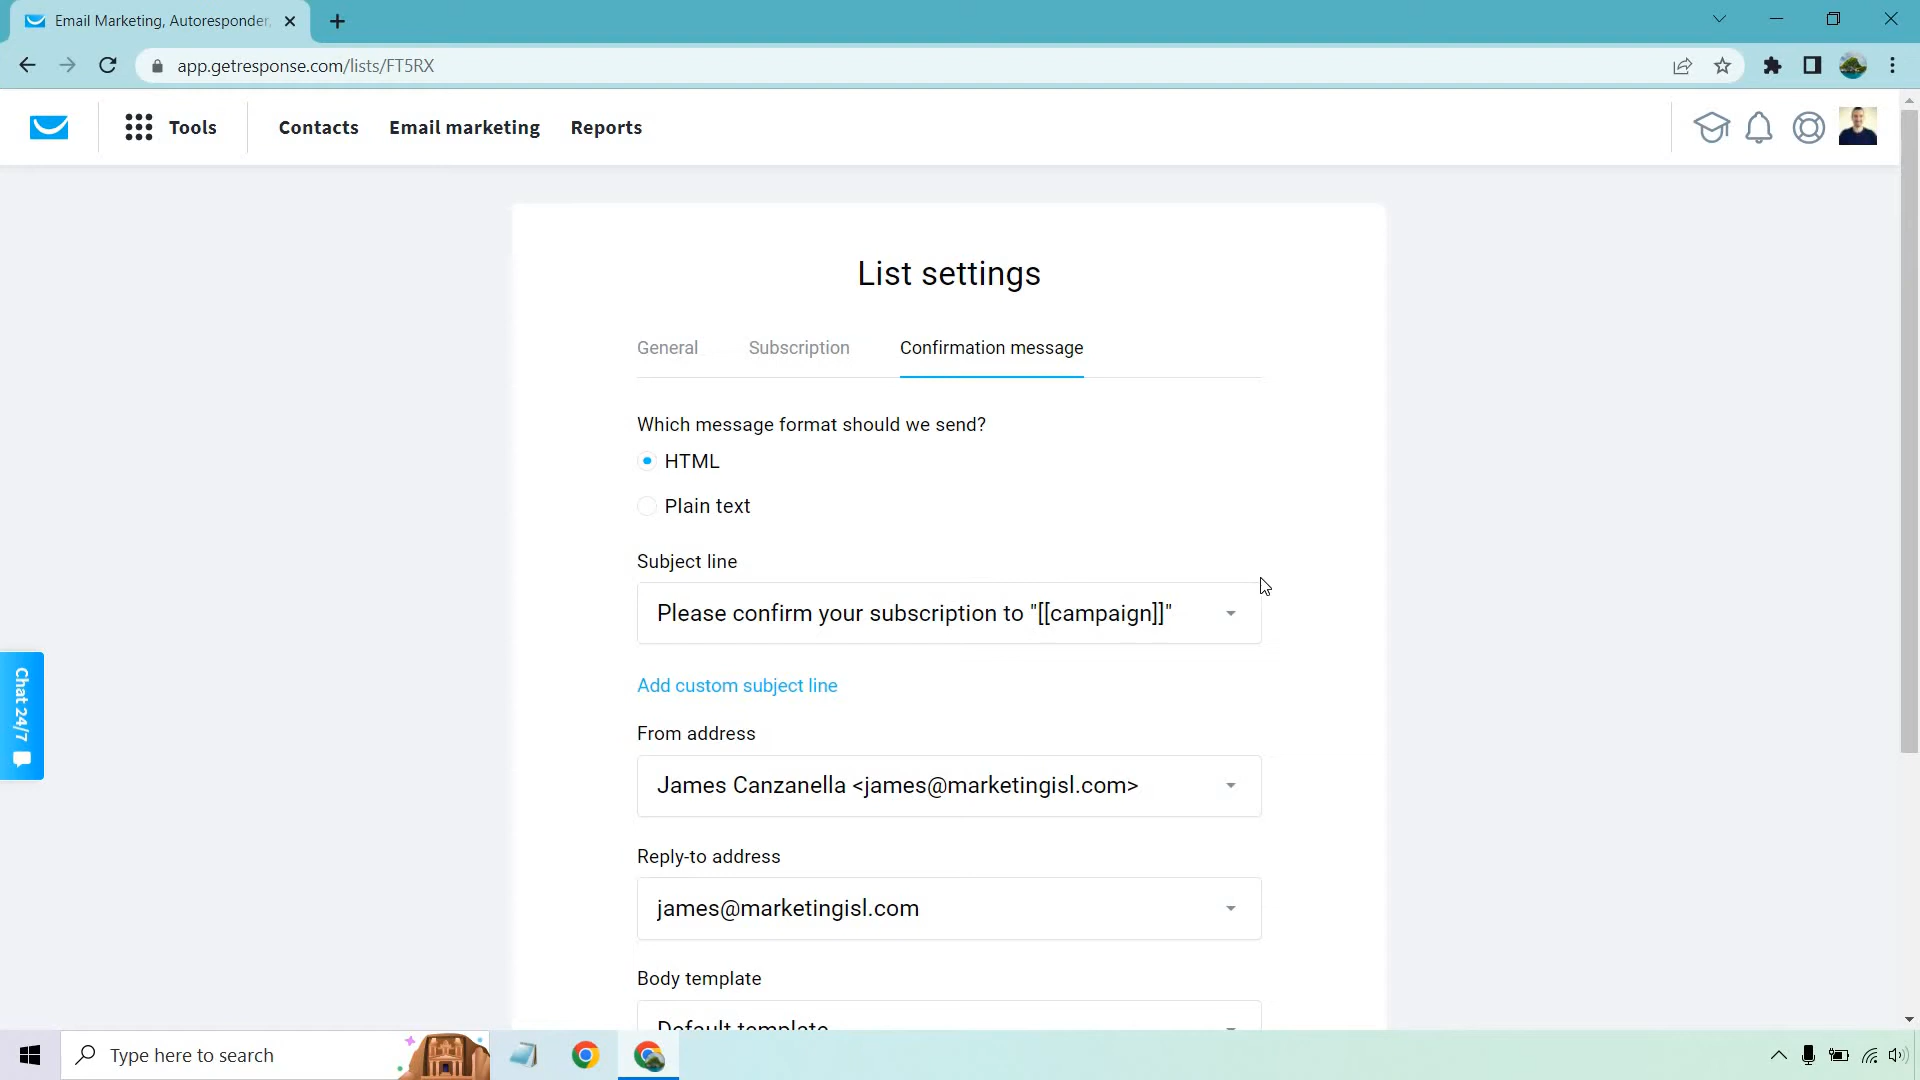 Email Marketing, Autoresponder,
app.getresponse.com/lists/FT5RX
Tools
Contacts
Email marketing
Reports
List settings
General
Subscription
Confirmation message
Which message format should we send?
HTML
Plain text
Subject line
Please confirm your subscription to "[[campaign]]"
Add custom subject line
From address
James Canzanella <james@marketingisl.com>
Reply-to address
james@marketingisl.com
Body template
Default template
Chat 24/7
Type here to search